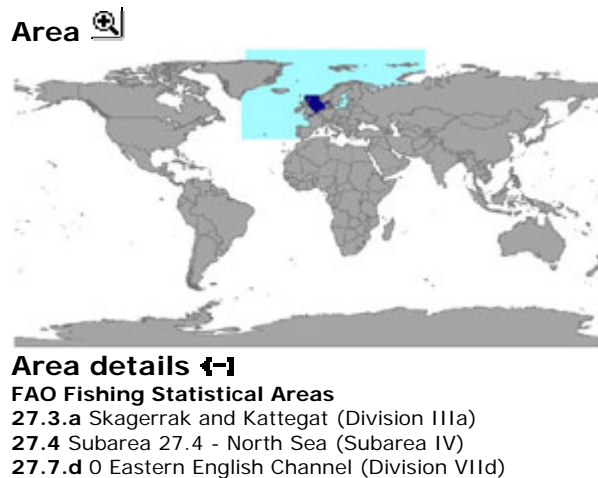 Area
Area details
FAO Fishing Statistical Areas
27.3.a Skagerrak and Kattegat (Division IIIa)
27.4 Subarea 27.4 - North Sea (Subarea IV)
27.7.d 0 Eastern English Channel (Division VIId)